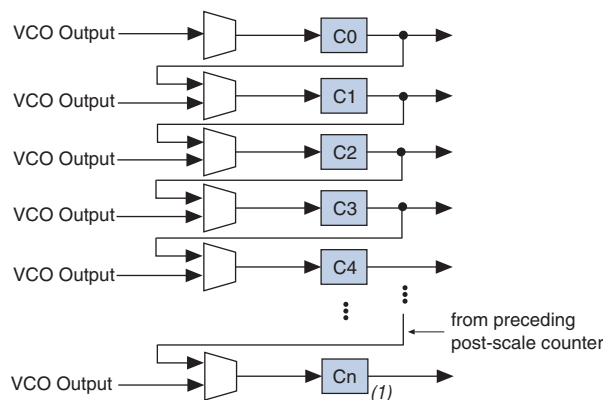 VCO Output
C0
VCO Output
C1
VCO Output
C2
VCO Output
C3
VCO Output
C4
from preceding
post-scale counter
VCO Output
Cn
(1)